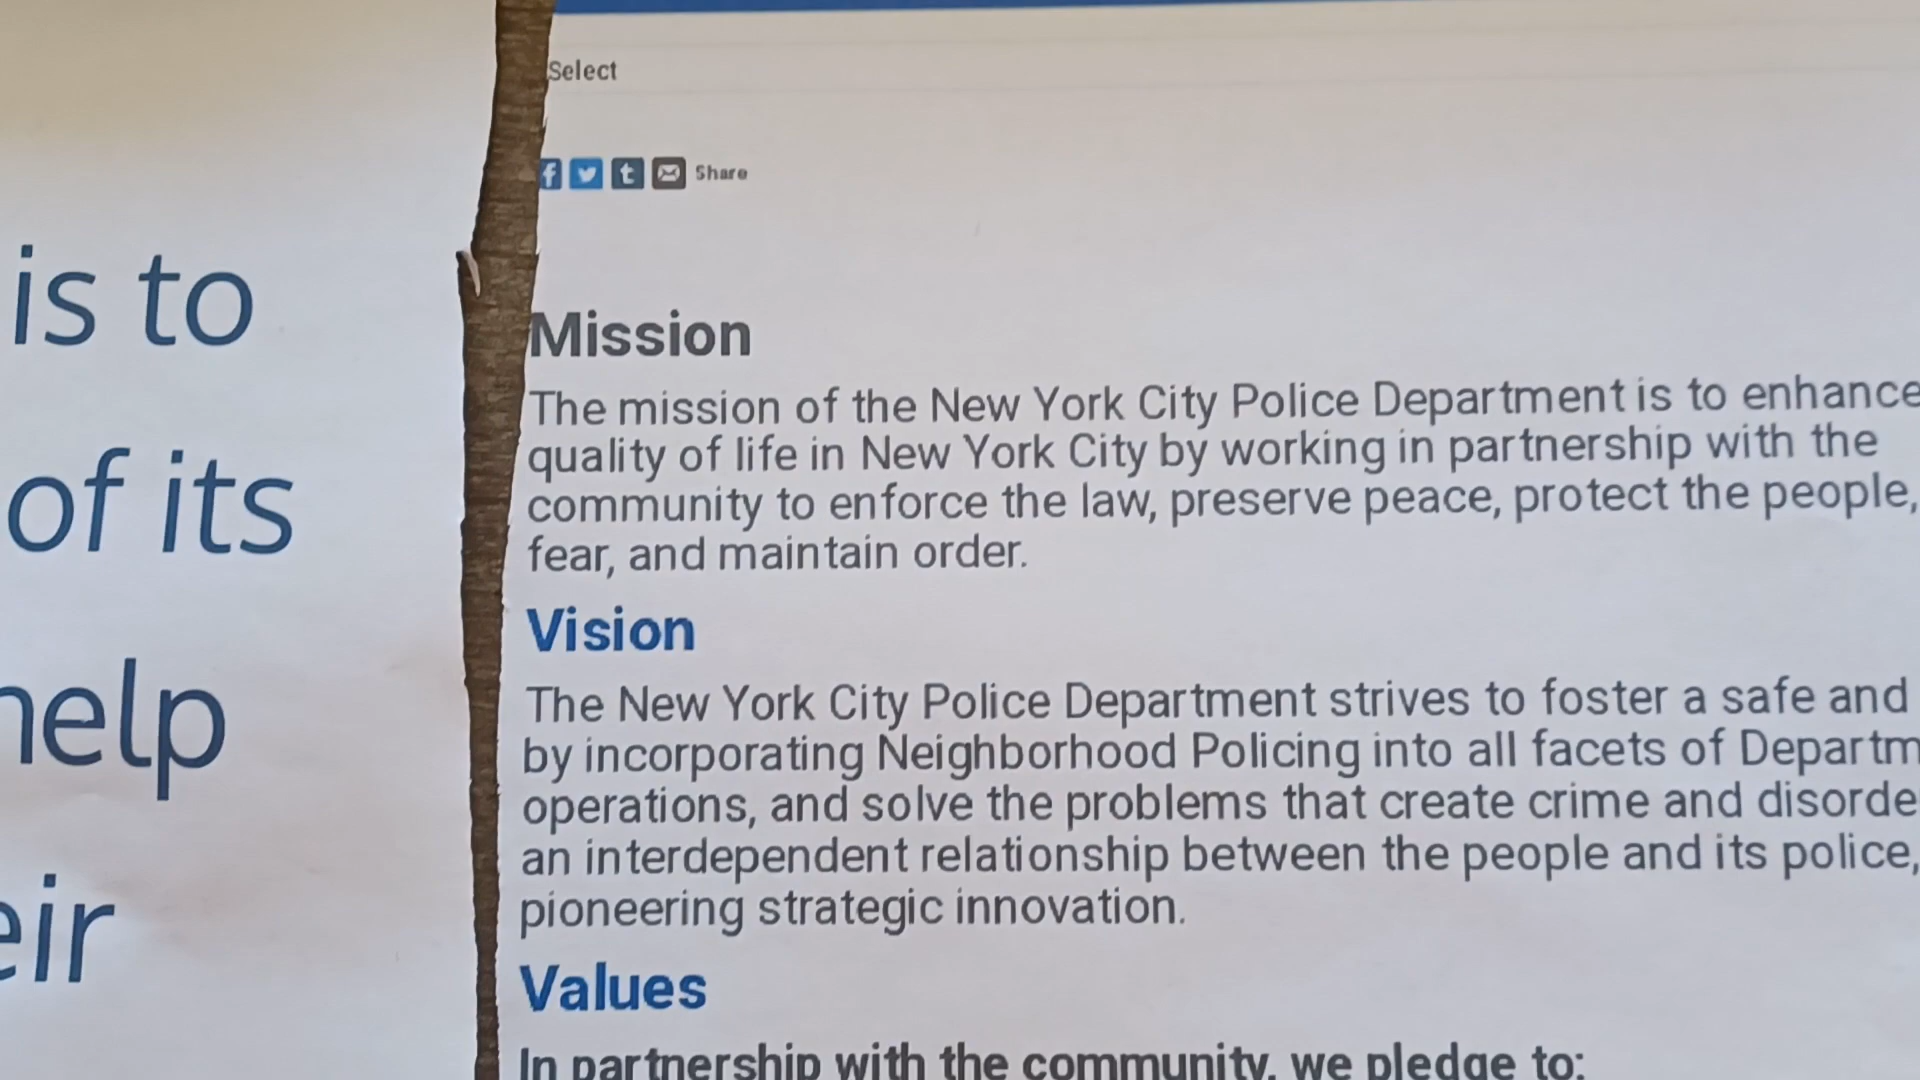 is to
of its
help
eir
Select
Share
Mission
The mission of the New York City Police Department is to enhance
quality of life in New York City by working in partnership with the
community to enforce the law, preserve peace, protect the people,
fear, and maintain order.
Vision
The New York City Police Department strives to foster a safe and
by incorporating Neighborhood Policing into all facets of Departm
operations, and solve the problems that create crime and disorde
an interdependent relationship between the people and its police,
pioneering strategic innovation.
Values
In partnership with the community, we pledge to: